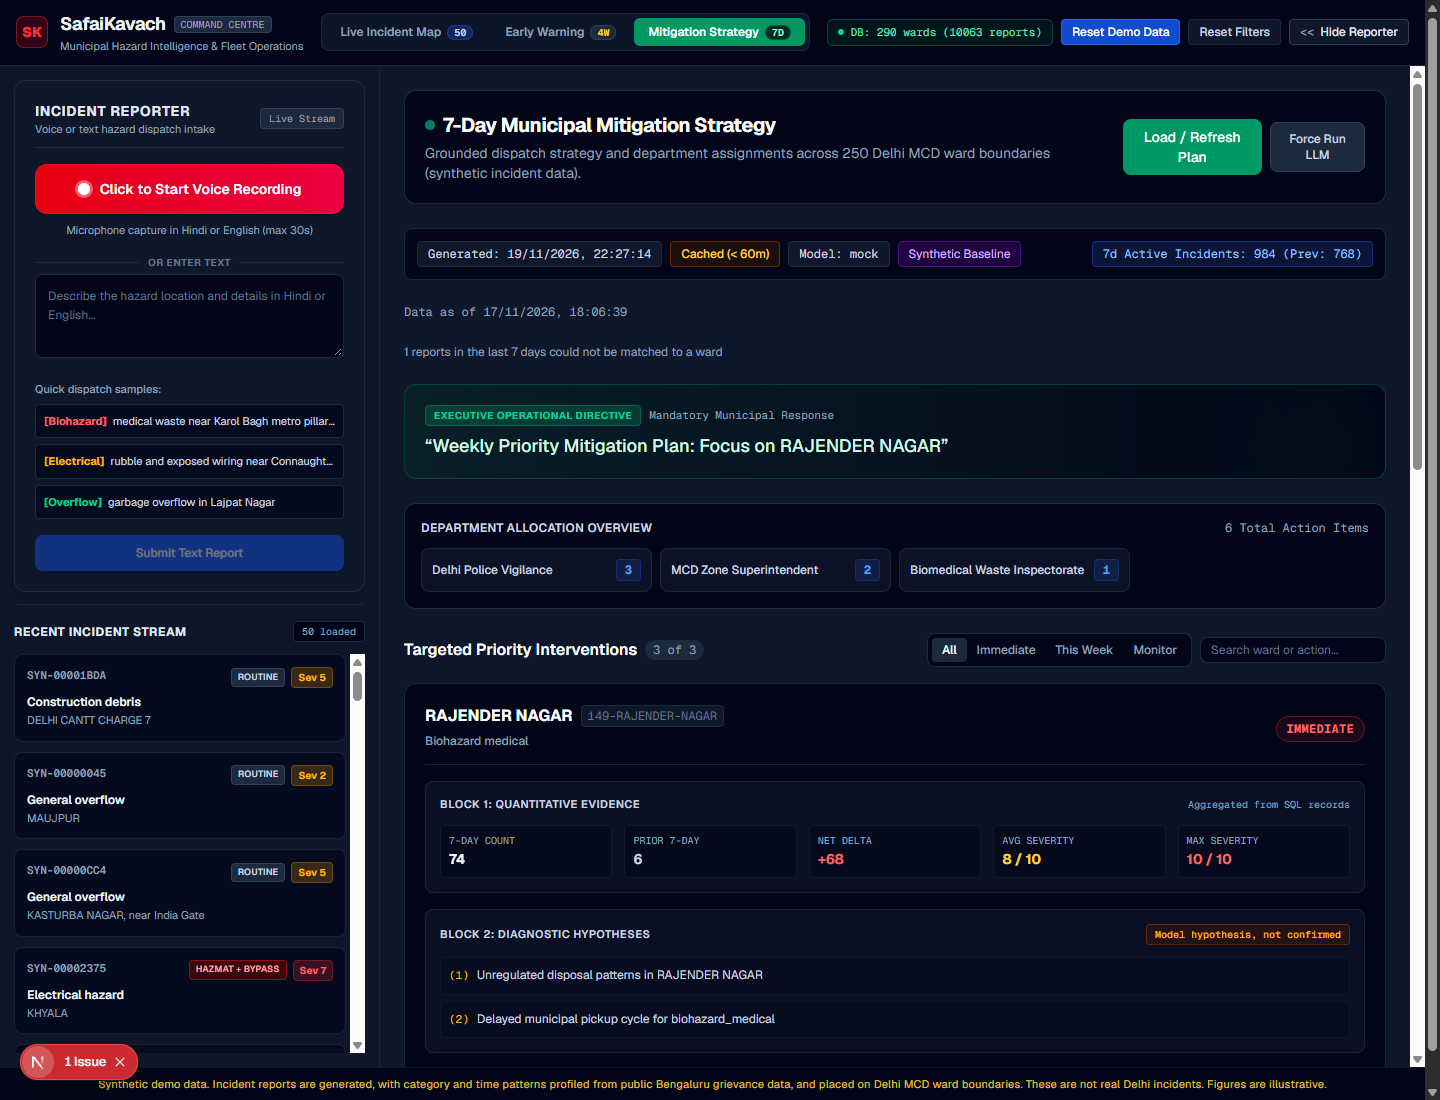 SK
SafaiKavach COMMAND CENTRE
Municipal Hazard Intelligence & Fleet Operations
Live Incident Map 50
Early Warning 4W
Mitigation Strategy 7D
DB: 290 wards (10063 reports)
Reset Demo Data
Reset Filters
<< Hide Reporter
INCIDENT REPORTER
Voice or text hazard dispatch intake
Live Stream
Click to Start Voice Recording
Microphone capture in Hindi or English (max 30s)
OR ENTER TEXT
Describe the hazard location and details in Hindi or
English...
Quick dispatch samples:
[Biohazard] medical waste near Karol Bagh metro pillar...
[Electrical] rubble and exposed wiring near Connaught...
[Overflow] garbage overflow in Lajpat Nagar
Submit Text Report
RECENT INCIDENT STREAM
50 loaded
SYN-00001BDA ROUTINE Sev 5
Construction debris
DELHI CANTT CHARGE 7
SYN-00000045 ROUTINE Sev 2
General overflow
MAUJPUR
SYN-00000CC4 ROUTINE Sev 5
General overflow
KASTURBA NAGAR, near India Gate
SYN-00002375 HAZMAT + BYPASS Sev 7
Electrical hazard
KHYALA
N 1 Issue ×
7-Day Municipal Mitigation Strategy
Grounded dispatch strategy and department assignments across 250 Delhi MCD ward boundaries
(synthetic incident data).
Load / Refresh
Plan
Force Run
LLM
Generated: 19/11/2026, 22:27:14
Cached (< 60m)
Model: mock
Synthetic Baseline
7d Active Incidents: 984 (Prev: 768)
Data as of 17/11/2026, 18:06:39
1 reports in the last 7 days could not be matched to a ward
EXECUTIVE OPERATIONAL DIRECTIVE Mandatory Municipal Response
“Weekly Priority Mitigation Plan: Focus on RAJENDER NAGAR”
DEPARTMENT ALLOCATION OVERVIEW
6 Total Action Items
Delhi Police Vigilance 3
MCD Zone Superintendent 2
Biomedical Waste Inspectorate 1
Targeted Priority Interventions 3 of 3
All Immediate This Week Monitor
Search ward or action...
RAJENDER NAGAR 149-RAJENDER-NAGAR
Biohazard medical
IMMEDIATE
BLOCK 1: QUANTITATIVE EVIDENCE
Aggregated from SQL records
7-DAY COUNT
74
PRIOR 7-DAY
6
NET DELTA
+68
AVG SEVERITY
8 / 10
MAX SEVERITY
10 / 10
BLOCK 2: DIAGNOSTIC HYPOTHESES
Model hypothesis, not confirmed
(1) Unregulated disposal patterns in RAJENDER NAGAR
(2) Delayed municipal pickup cycle for biohazard_medical
Synthetic demo data. Incident reports are generated, with category and time patterns profiled from public Bengaluru grievance data, and placed on Delhi MCD ward boundaries. These are not real Delhi incidents. Figures are illustrative.